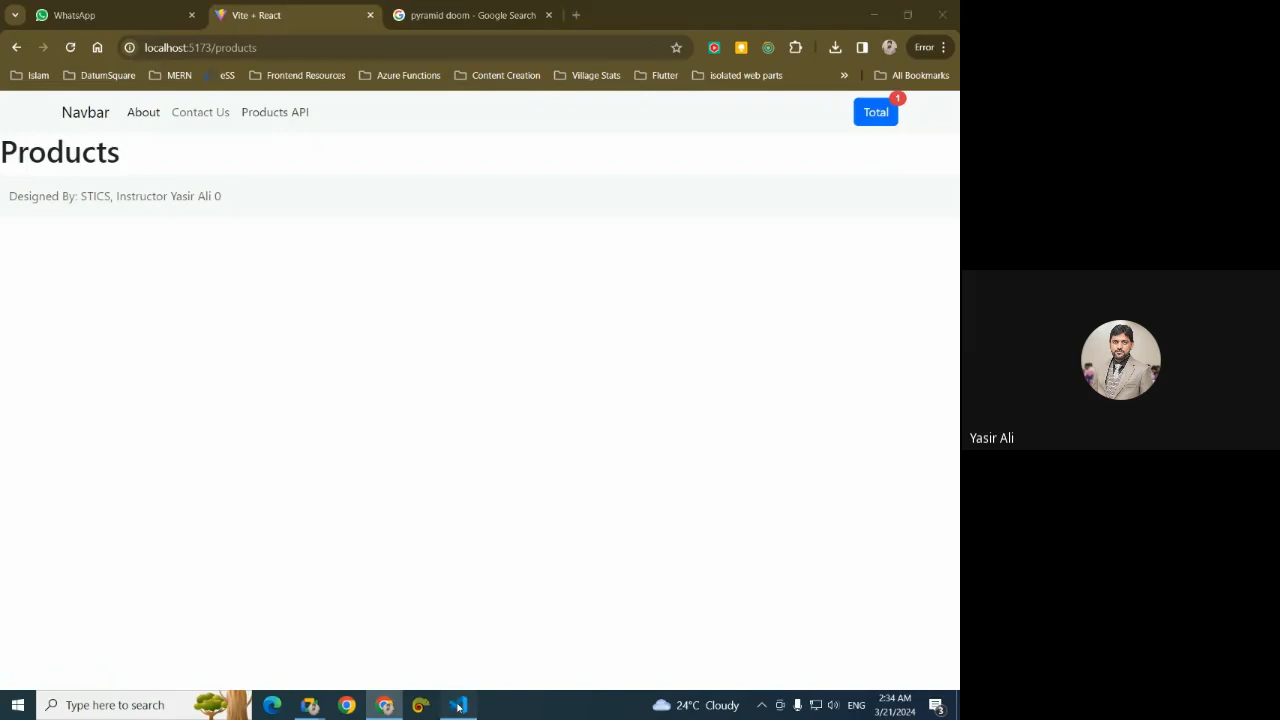 WhatsApp
Vite + React
pyramid doom - Google Search
localhost:5173/products
Error
Islam
DatumSquare
MERN
eSS
Frontend Resources
Azure Functions
Content Creation
Village Stats
Flutter
isolated web parts
»
All Bookmarks
Navbar
About
Contact Us
Products API
Total
1
Products
Designed By: STICS, Instructor Yasir Ali 0
Yasir Ali
Type here to search
24°C Cloudy
ENG
2:34 AM
3/21/2024
3